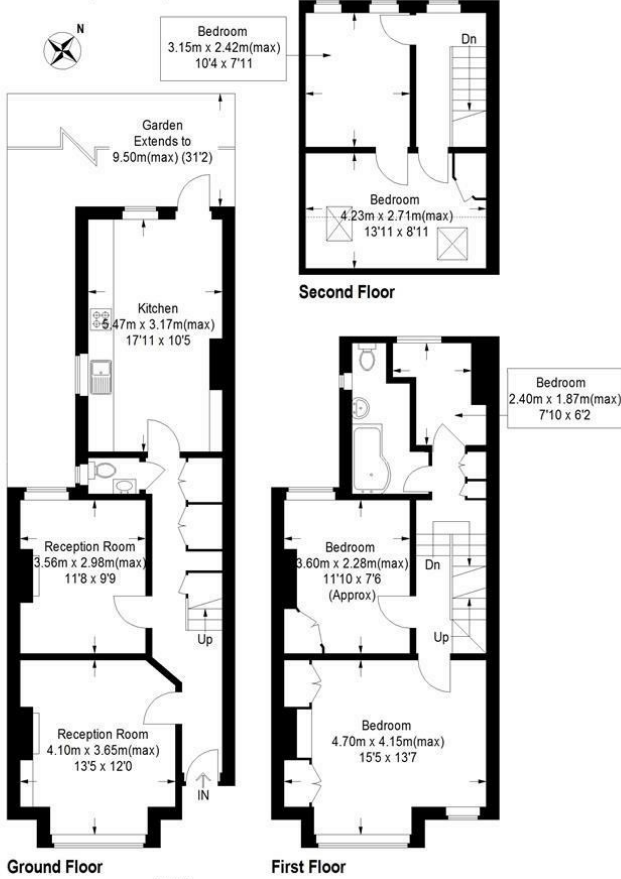 N
Bedroom
3.15m x 2.42m(max)
10'4 x 7'11
Dn
Garden
Extends to
9.50m(max) (31'2)
Bedroom
4.23m x 2.71m(max)
13'11 x 8'11
Second Floor
Kitchen
5.47m x 3.17m(max)
17'11 x 10'5
Bedroom
2.40m x 1.87m(max)
7'10 x 6'2
Reception Room
3.56m x 2.98m(max)
11'8 x 9'9
Up
Bedroom
3.60m x 2.28m(max)
11'10 x 7'6
(Approx)
Dn
Up
Reception Room
4.10m x 3.65m(max)
13'5 x 12'0
IN
Bedroom
4.70m x 4.15m(max)
15'5 x 13'7
Ground Floor
First Floor